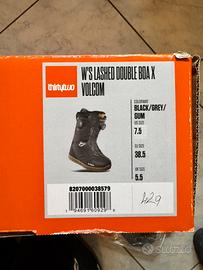 thirtytwo
W'S LASHED DOUBLE BOA X
VOLCOM
COLORWAY
BLACK/GREY/
GUM
US SIZE
7.5
EU SIZE
38.5
UK SIZE
5.5
8207000038579
429
Subito.it